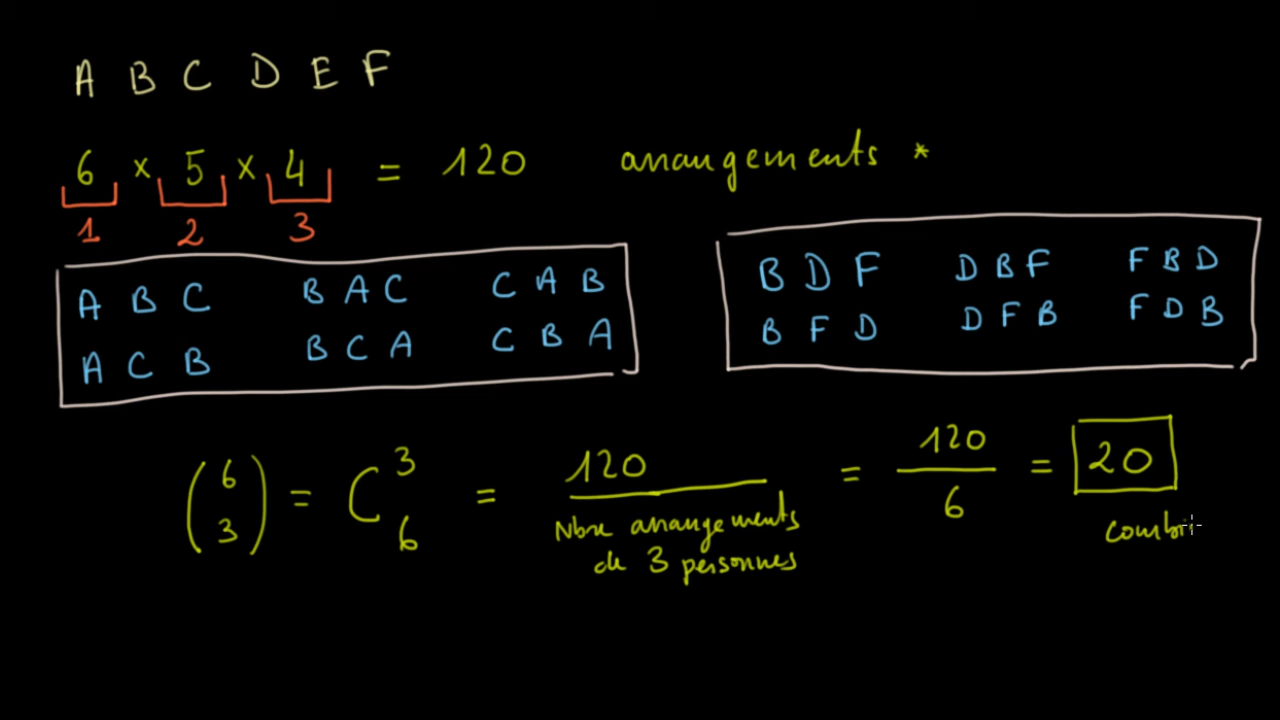 A B C D E F
6 × 5 × 4 = 120 arrangements *
1 2 3
A B C B A C C A B
A C B B C A C B A
B D F D B F F B D
B F D D F B F D B
(6 3) = C 3 6 = 120 / Nbre arrangements de 3 personnes = 120 / 6 = 20
combi